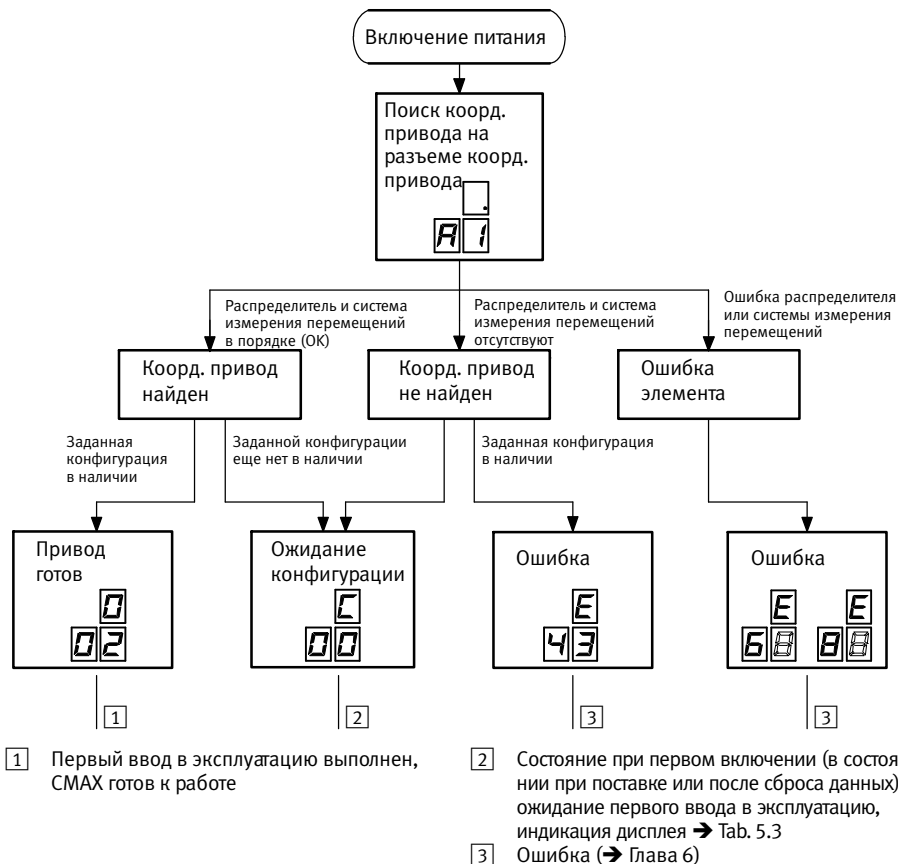 Включение питания
Поиск коорд.
привода на
разъеме коорд.
привода
.
A 1
Распределитель и система
измерения перемещений
в порядке (OK)
Распределитель и система
измерения перемещений
отсутствуют
Ошибка распределителя
или системы измерения
перемещений
Коорд. привод
найден
Коорд. привод
не найден
Ошибка
элемента
Заданная
конфигурация
в наличии
Заданной конфигурации
еще нет в наличии
Заданная конфигурация
в наличии
Привод
готов
0
02
Ожидание
конфигурации
C
00
Ошибка
E
43
Ошибка
E E
68 88
1
2
3
3
1 Первый ввод в эксплуатацию выполнен,
CMAX готов к работе
2 Состояние при первом включении (в состоя
нии при поставке или после сброса данных)
ожидание первого ввода в эксплуатацию,
индикация дисплея ➔ Tab. 5.3
3 Ошибка (➔ Глава 6)